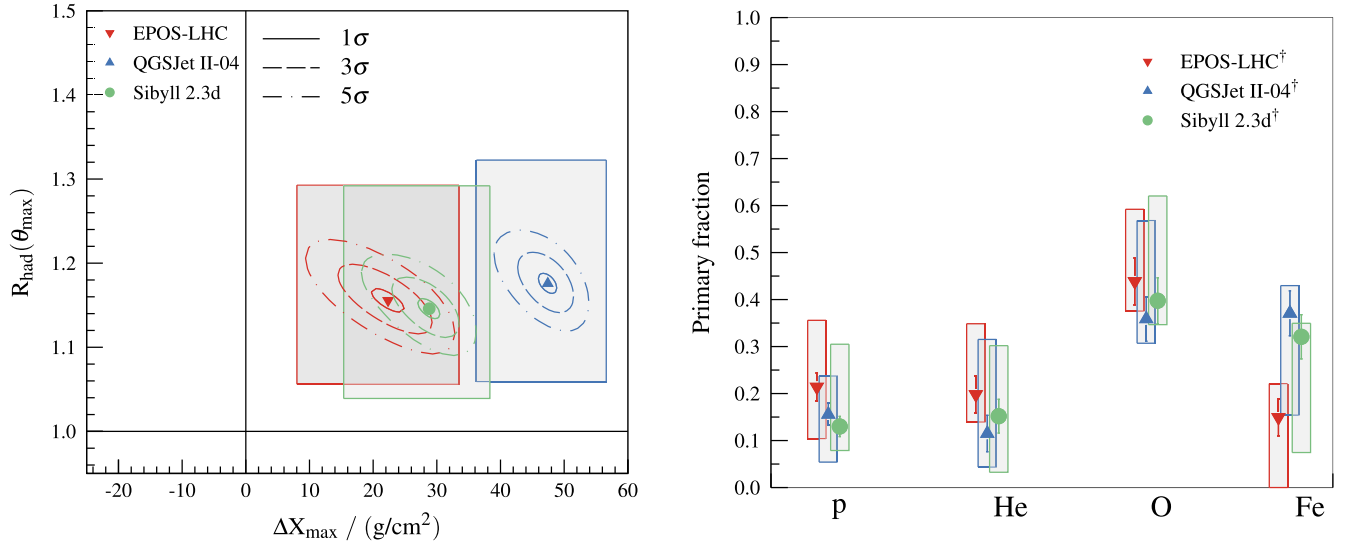 1.5
1.4
1.3
1.2
1.1
1.0
R_had(θ_max)
EPOS-LHC
QGSJet II-04
Sibyll 2.3d
1σ
3σ
5σ
-20 -10 0 10 20 30 40 50 60
ΔX_max / (g/cm²)
1.0
0.9
0.8
0.7
0.6
0.5
0.4
0.3
0.2
0.1
0.0
Primary fraction
EPOS-LHC†
QGSJet II-04†
Sibyll 2.3d†
p He O Fe